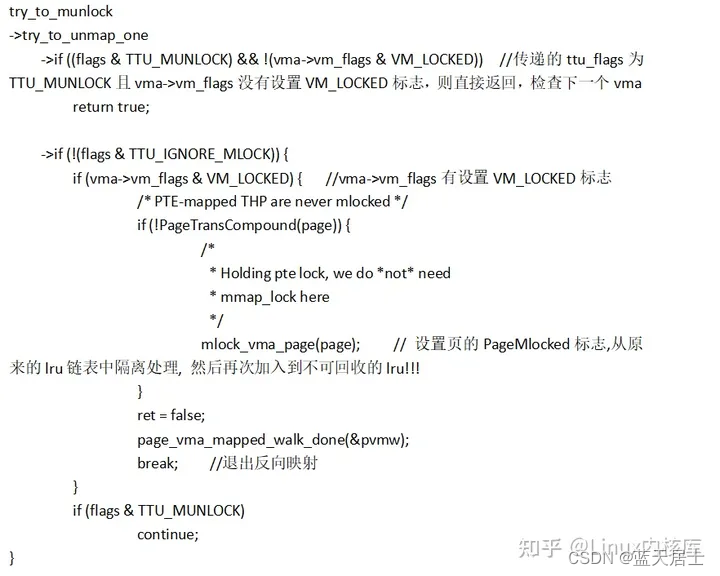 try_to_munlock
->try_to_unmap_one
->if ((flags & TTU_MUNLOCK) && !(vma->vm_flags & VM_LOCKED)) //传递的 ttu_flags 为
TTU_MUNLOCK 且 vma->vm_flags 没有设置 VM_LOCKED 标志，则直接返回，检查下一个 vma
return true;
->if (!(flags & TTU_IGNORE_MLOCK)) {
if (vma->vm_flags & VM_LOCKED) { //vma->vm_flags 有设置 VM_LOCKED 标志
/* PTE-mapped THP are never mlocked */
if (!PageTransCompound(page)) {
/*
* Holding pte lock, we do *not* need
* mmap_lock here
*/
mlock_vma_page(page); // 设置页的 PageMlocked 标志,从原
来的 lru 链表中隔离处理, 然后再次加入到不可回收的 lru!!!
}
ret = false;
page_vma_mapped_walk_done(&pvmw);
break; //退出反向映射
}
if (flags & TTU_MUNLOCK)
continue;
}
知乎 @Linux内核库
CSDN @蓝天居士